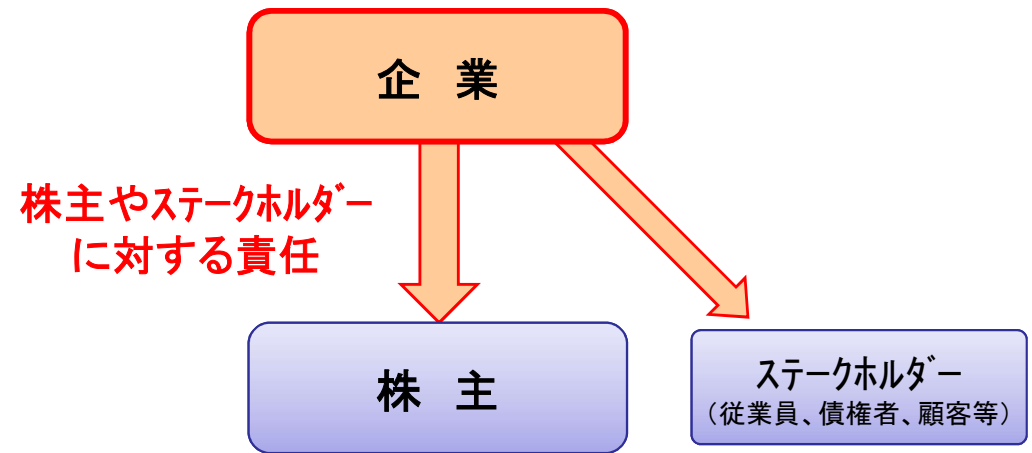 企 業
株主やｽﾃｰｸﾎﾙﾀﾞｰ
に対する責任
株 主
ｽﾃｰｸﾎﾙﾀﾞｰ
（従業員、債権者、顧客等）